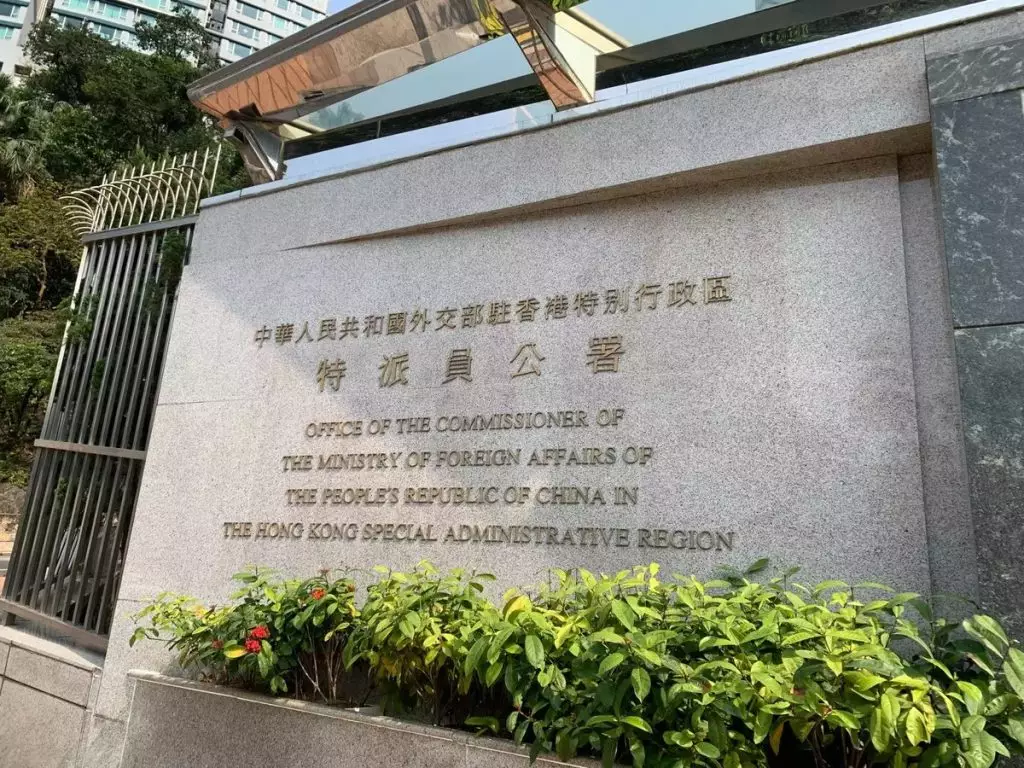 中華人民共和國外交部駐香港特別行政區
特派員公署
OFFICE OF THE COMMISSIONER OF
THE MINISTRY OF FOREIGN AFFAIRS OF
THE PEOPLE'S REPUBLIC OF CHINA IN
THE HONG KONG SPECIAL ADMINISTRATIVE REGION